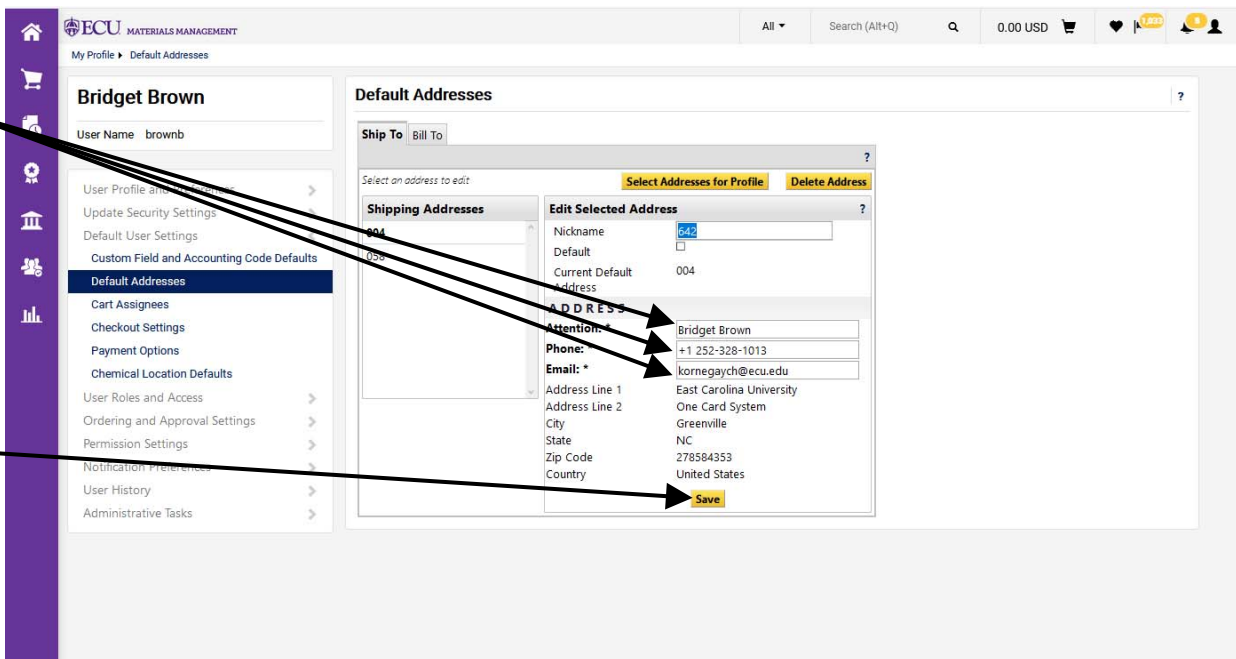 ECU MATERIALS MANAGEMENT
All
Search (Alt+Q)
0.00 USD
My Profile Default Addresses
Bridget Brown
User Name brownb
User Profile and Preferences
Update Security Settings
Default User Settings
Custom Field and Accounting Code Defaults
Default Addresses
Cart Assignees
Checkout Settings
Payment Options
Chemical Location Defaults
User Roles and Access
Ordering and Approval Settings
Permission Settings
Notification Preferences
User History
Administrative Tasks
Default Addresses
?
Ship To Bill To
?
Select an address to edit
Select Addresses for Profile Delete Address
Shipping Addresses
004
058
Edit Selected Address ?
Nickname 642
Default
Current Default Address 004
ADDRESS
Attention: * Bridget Brown
Phone: * +1 252-328-1013
Email: * kornegaych@ecu.edu
Address Line 1 East Carolina University
Address Line 2 One Card System
City Greenville
State NC
Zip Code 278584353
Country United States
Save